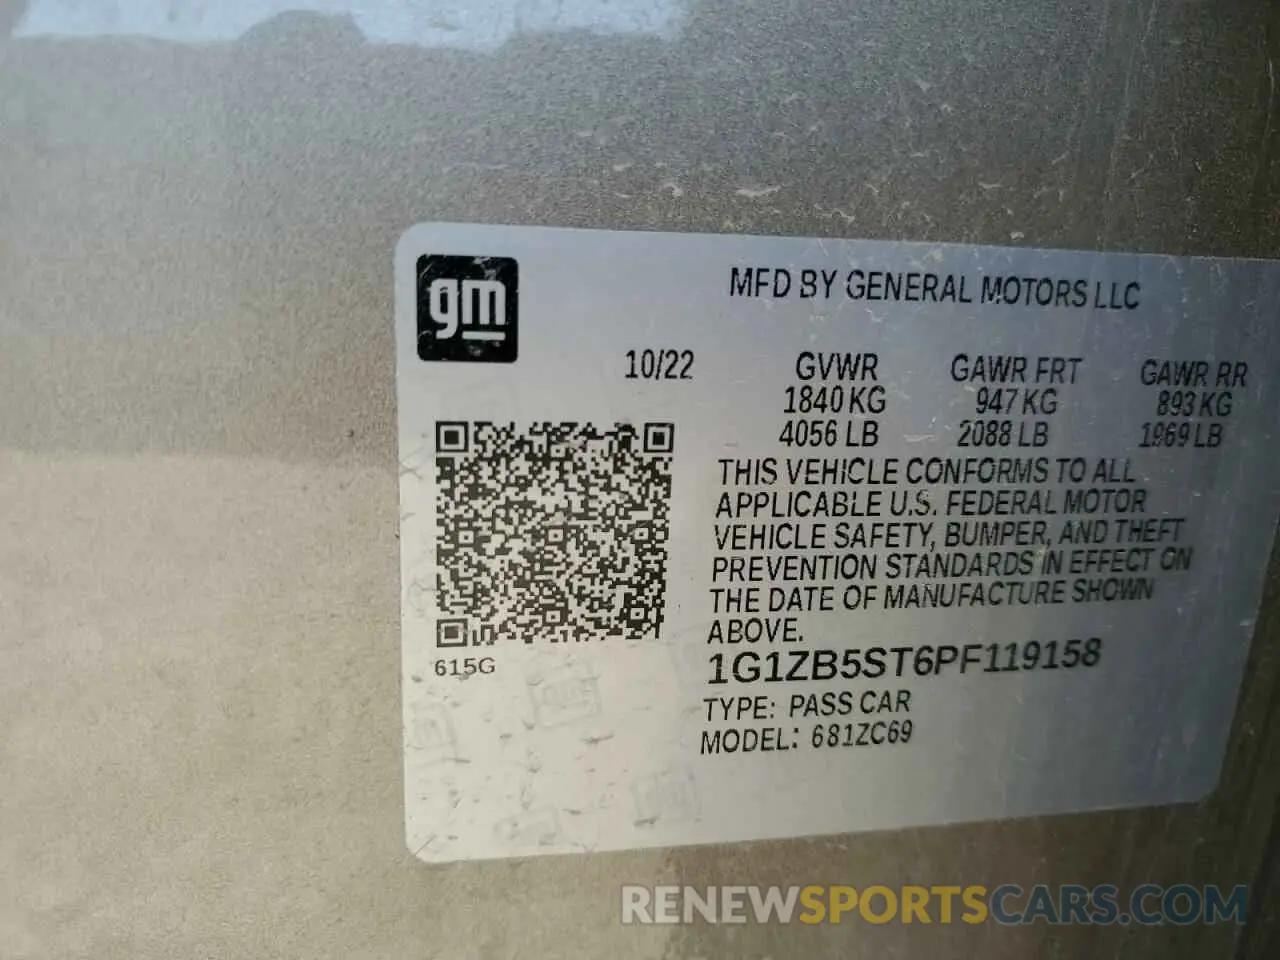 gm
MFD BY GENERAL MOTORS LLC
10/22 GVWR GAWR FRT GAWR RR
1840 KG 947 KG 893 KG
4056 LB 2088 LB 1969 LB
THIS VEHICLE CONFORMS TO ALL
APPLICABLE U.S. FEDERAL MOTOR
VEHICLE SAFETY, BUMPER, AND THEFT
PREVENTION STANDARDS IN EFFECT ON
THE DATE OF MANUFACTURE SHOWN
ABOVE.
615G
1G1ZB5ST6PF119158
TYPE: PASS CAR
MODEL: 681ZC69
RENEWSPORTSCARS.COM